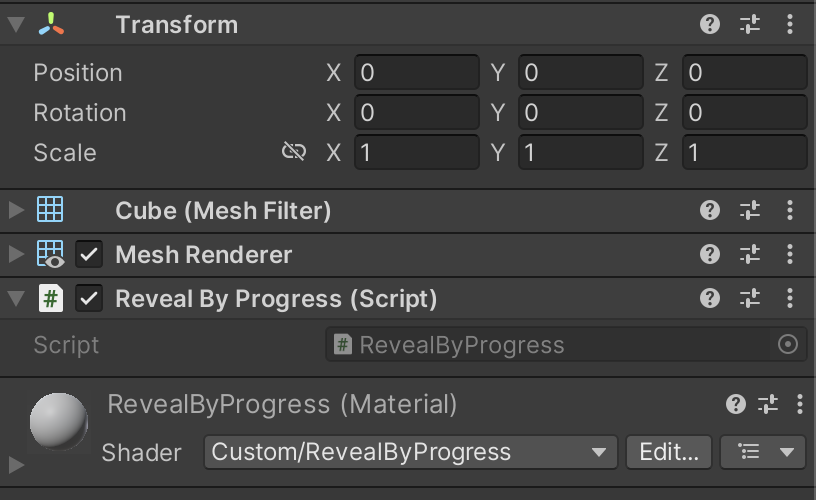 Transform
Position X 0 Y 0 Z 0
Rotation X 0 Y 0 Z 0
Scale X 1 Y 1 Z 1
Cube (Mesh Filter)
Mesh Renderer
# Reveal By Progress (Script)
Script # RevealByProgress
RevealByProgress (Material)
Shader Custom/RevealByProgress Edit...